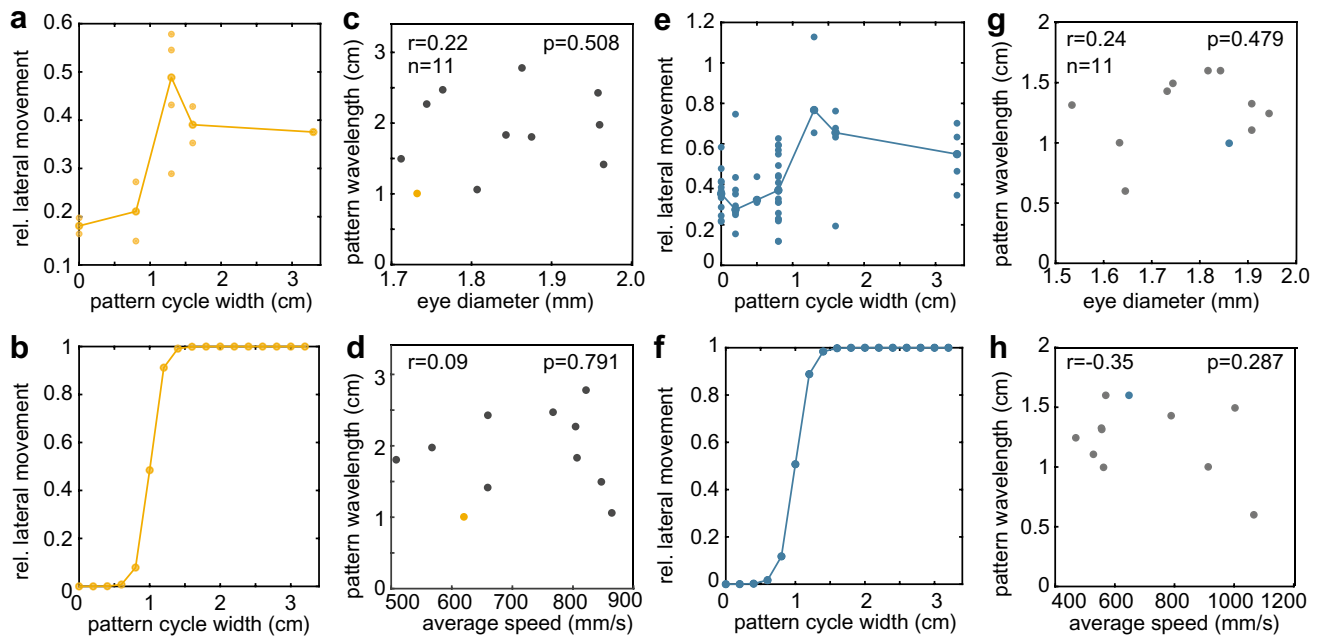 a
0.6
0.5
0.4
0.3
0.2
0.1
rel. lateral movement
0 1 2 3
pattern cycle width (cm)
c
r=0.22 p=0.508
n=11
3
2
1
0
pattern wavelength (cm)
1.7 1.8 1.9 2.0
eye diameter (mm)
e
1.2
1
0.8
0.6
0.4
0.2
0
rel. lateral movement
0 1 2 3
pattern cycle width (cm)
g
r=0.24 p=0.479
n=11
2
1.5
1
0.5
0
pattern wavelength (cm)
1.5 1.6 1.7 1.8 1.9 2.0
eye diameter (mm)
b
1
0.8
0.6
0.4
0.2
0
rel. lateral movement
0 1 2 3
pattern cycle width (cm)
d
r=0.09 p=0.791
3
2
1
0
pattern wavelength (cm)
500 600 700 800 900
average speed (mm/s)
f
1
0.8
0.6
0.4
0.2
0
rel. lateral movement
0 1 2 3
pattern cycle width (cm)
h
r=-0.35 p=0.287
2
1.5
1
0.5
0
pattern wavelength (cm)
400 600 800 1000 1200
average speed (mm/s)